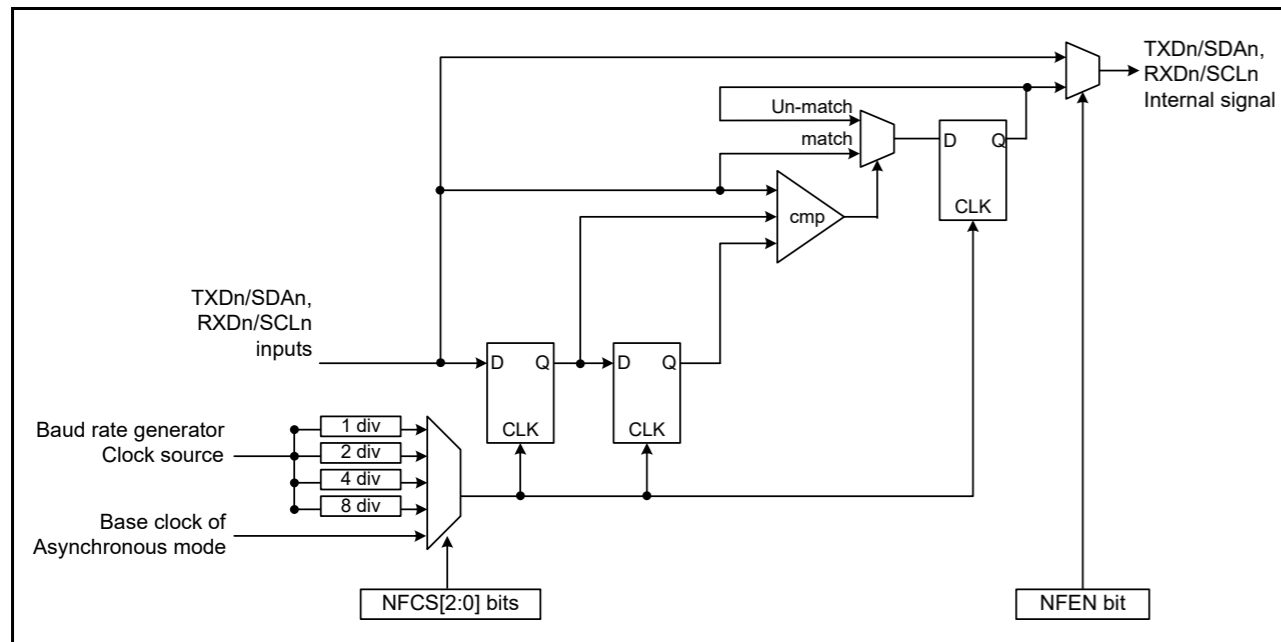 TXDn/SDAn,
RXDn/SCLn
Internal signal
Un-match
match
D Q
CLK
cmp
TXDn/SDAn,
RXDn/SCLn
inputs
D Q
CLK
D Q
CLK
Baud rate generator
Clock source
1 div
2 div
4 div
8 div
Base clock of
Asynchronous mode
NFCS[2:0] bits
NFEN bit